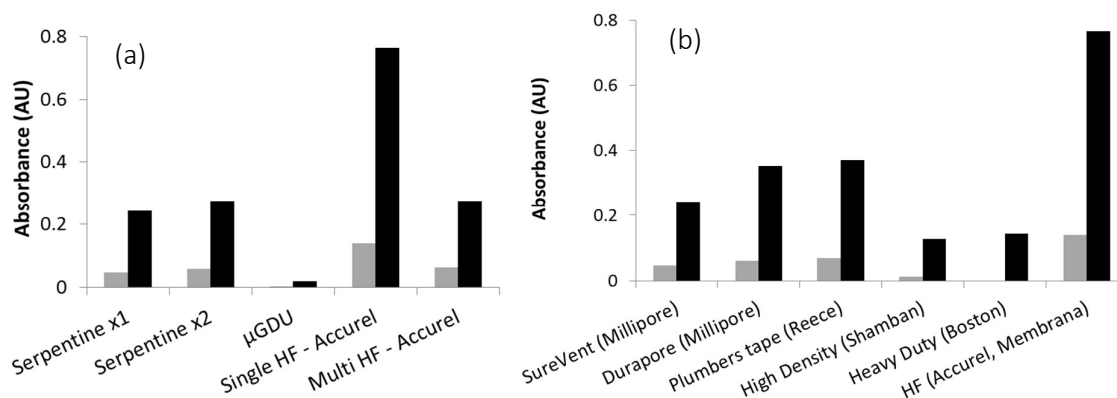 (a)
Absorbance (AU)
0.8
0.6
0.4
0.2
0
Serpentine x1
Serpentine x2
µGDU
Single HF - Accurel
Multi HF - Accurel
(b)
Absorbance (AU)
0.8
0.6
0.4
0.2
0
SureVent (Millipore)
Durapore (Millipore)
Plumbers tape (Reece)
High Density (Shamban)
Heavy Duty (Boston)
HF (Accurel, Membrana)